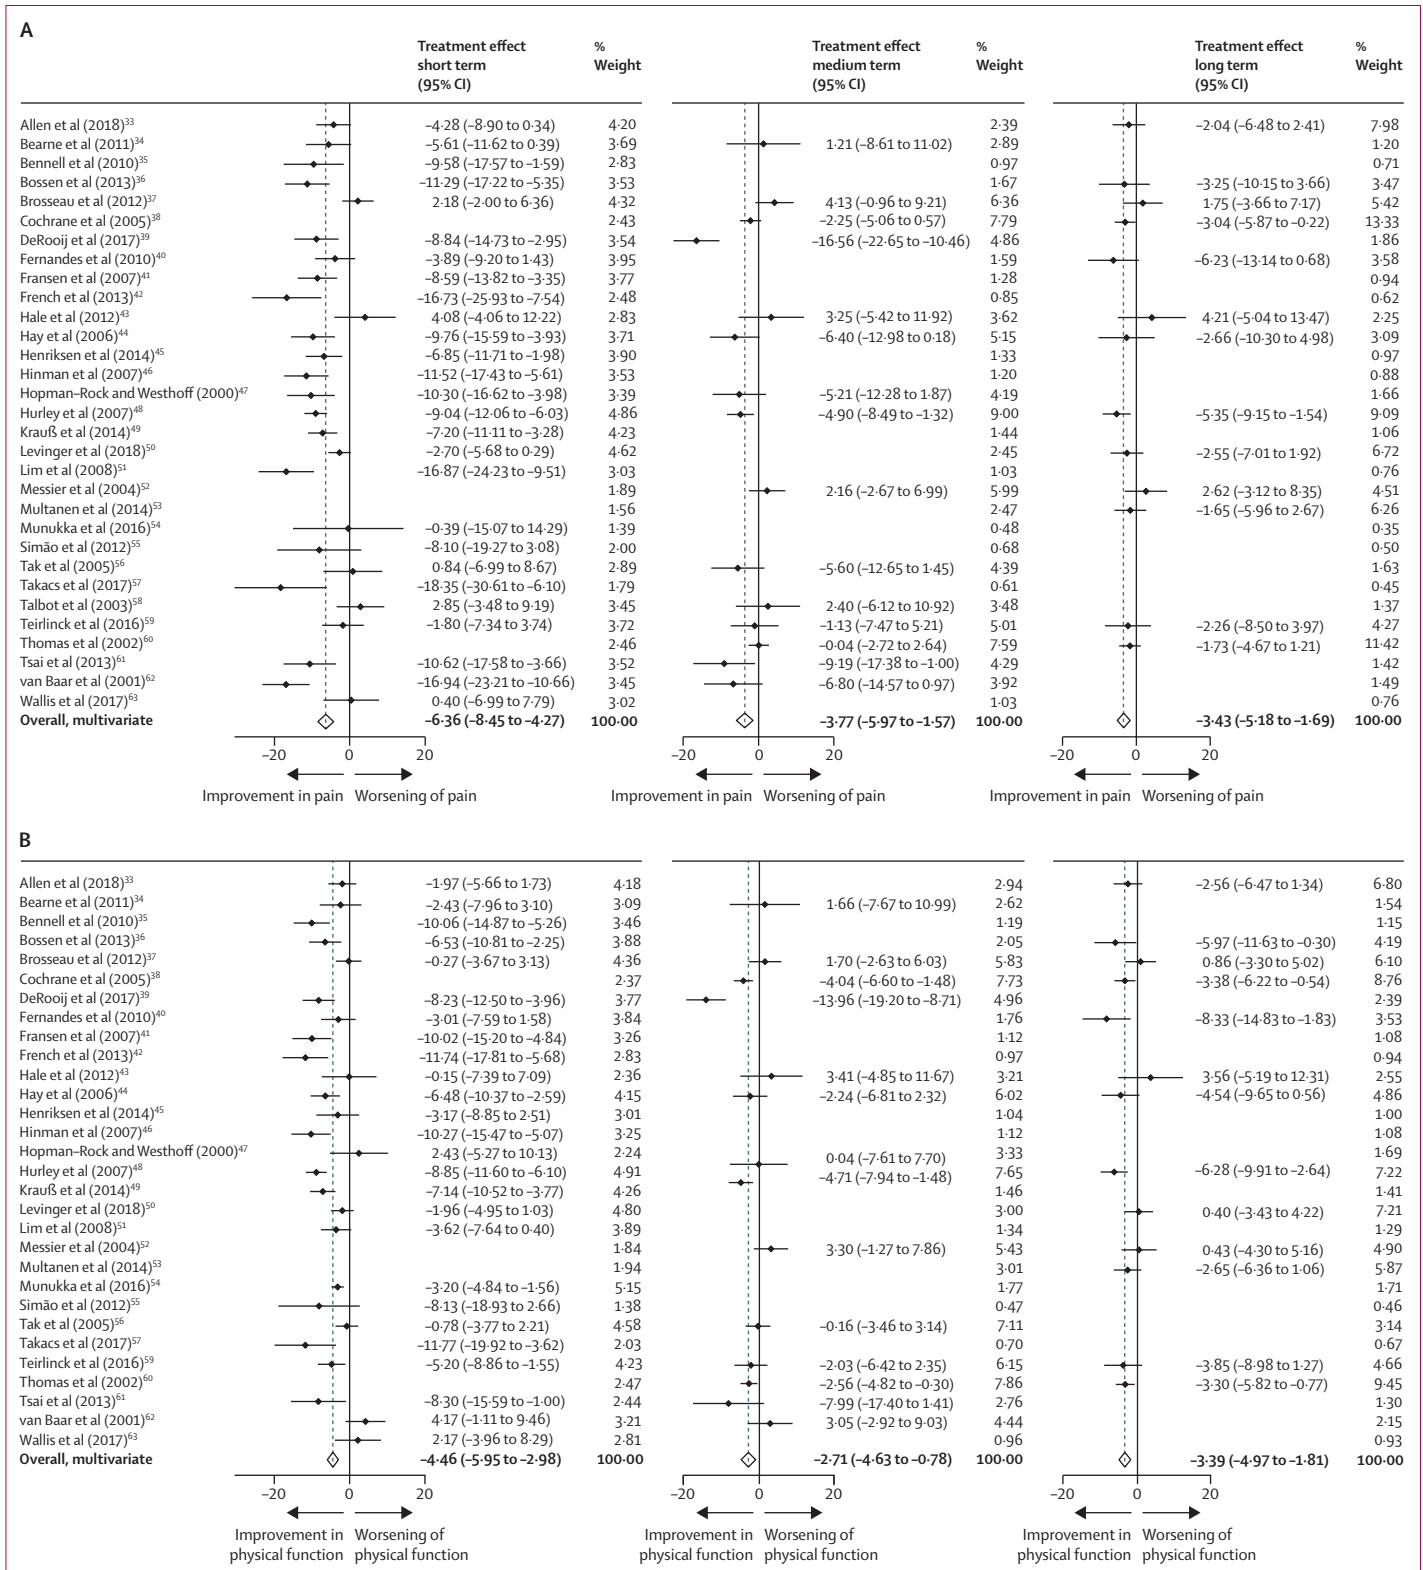 A
Treatment effect short term (95% CI) % Weight Treatment effect medium term (95% CI) % Weight Treatment effect long term (95% CI) % Weight
Allen et al (2018)33 −4·28 (−8·90 to 0·34) 4·20 2·39 −2·04 (−6·48 to 2·41) 7·98
Bearne et al (2011)34 −5·61 (−11·62 to 0·39) 3·69 1·21 (−8·61 to 11·02) 2·89 1·20
Bennell et al (2010)35 −9·58 (−17·57 to −1·59) 2·83 0·97 0·71
Bossen et al (2013)36 −11·29 (−17·22 to −5·35) 3·53 1·67 −3·25 (−10·15 to 3·66) 3·47
Brosseau et al (2012)37 2·18 (−2·00 to 6·36) 4·32 4·13 (−0·96 to 9·21) 6·36 1·75 (−3·66 to 7·17) 5·42
Cochrane et al (2005)38 2·43 −2·25 (−5·06 to 0·57) 7·79 −3·04 (−5·87 to −0·22) 13·33
DeRooij et al (2017)39 −8·84 (−14·73 to −2·95) 3·54 −16·56 (−22·65 to −10·46) 4·86 1·86
Fernandes et al (2010)40 −3·89 (−9·20 to 1·43) 3·95 1·59 −6·23 (−13·14 to 0·68) 3·58
Fransen et al (2007)41 −8·59 (−13·82 to −3·35) 3·77 1·28 0·94
French et al (2013)42 −16·73 (−25·93 to −7·54) 2·48 0·85 0·62
Hale et al (2012)43 4·08 (−4·06 to 12·22) 2·83 3·25 (−5·42 to 11·92) 3·62 4·21 (−5·04 to 13·47) 2·25
Hay et al (2006)44 −9·76 (−15·59 to −3·93) 3·71 −6·40 (−12·98 to 0·18) 5·15 −2·66 (−10·30 to 4·98) 3·09
Henriksen et al (2014)45 −6·85 (−11·71 to −1·98) 3·90 1·33 0·97
Hinman et al (2007)46 −11·52 (−17·43 to −5·61) 3·53 1·20 0·88
Hopman–Rock and Westhoff (2000)47 −10·30 (−16·62 to −3·98) 3·39 −5·21 (−12·28 to 1·87) 4·19 1·66
Hurley et al (2007)48 −9·04 (−12·06 to −6·03) 4·86 −4·90 (−8·49 to −1·32) 9·00 −5·35 (−9·15 to −1·54) 9·09
Krauß et al (2014)49 −7·20 (−11·11 to −3·28) 4·23 1·44 1·06
Levinger et al (2018)50 −2·70 (−5·68 to 0·29) 4·62 2·45 −2·55 (−7·01 to 1·92) 6·72
Lim et al (2008)51 −16·87 (−24·23 to −9·51) 3·03 1·03 0·76
Messier et al (2004)52 1·89 2·16 (−2·67 to 6·99) 5·99 2·62 (−3·12 to 8·35) 4·51
Multanen et al (2014)53 1·56 2·47 −1·65 (−5·96 to 2·67) 6·26
Munukka et al (2016)54 −0·39 (−15·07 to 14·29) 1·39 0·48 0·35
Simão et al (2012)55 −8·10 (−19·27 to 3·08) 2·00 0·68 0·50
Tak et al (2005)56 0·84 (−6·99 to 8·67) 2·89 −5·60 (−12·65 to 1·45) 4·39 1·63
Takacs et al (2017)57 −18·35 (−30·61 to −6·10) 1·79 0·61 0·45
Talbot et al (2003)58 2·85 (−3·48 to 9·19) 3·45 2·40 (−6·12 to 10·92) 3·48 1·37
Teirlinck et al (2016)59 −1·80 (−7·34 to 3·74) 3·72 −1·13 (−7·47 to 5·21) 5·01 −2·26 (−8·50 to 3·97) 4·27
Thomas et al (2002)60 2·46 −0·04 (−2·72 to 2·64) 7·59 −1·73 (−4·67 to 1·21) 11·42
Tsai et al (2013)61 −10·62 (−17·58 to −3·66) 3·52 −9·19 (−17·38 to −1·00) 4·29 1·42
van Baar et al (2001)62 −16·94 (−23·21 to −10·66) 3·45 −6·80 (−14·57 to 0·97) 3·92 1·49
Wallis et al (2017)63 0·40 (−6·99 to 7·79) 3·02 1·03 0·76
Overall, multivariate −6·36 (−8·45 to −4·27) 100·00 −3·77 (−5·97 to −1·57) 100·00 −3·43 (−5·18 to −1·69) 100·00
−20 0 20 −20 0 20 −20 0 20
Improvement in pain Worsening of pain Improvement in pain Worsening of pain Improvement in pain Worsening of pain
B
Allen et al (2018)33 −1·97 (−5·66 to 1·73) 4·18 2·94 −2·56 (−6·47 to 1·34) 6·80
Bearne et al (2011)34 −2·43 (−7·96 to 3·10) 3·09 1·66 (−7·67 to 10·99) 2·62 1·54
Bennell et al (2010)35 −10·06 (−14·87 to −5·26) 3·46 1·19 1·15
Bossen et al (2013)36 −6·53 (−10·81 to −2·25) 3·88 2·05 −5·97 (−11·63 to −0·30) 4·19
Brosseau et al (2012)37 −0·27 (−3·67 to 3·13) 4·36 1·70 (−2·63 to 6·03) 5·83 0·86 (−3·30 to 5·02) 6·10
Cochrane et al (2005)38 2·37 −4·04 (−6·60 to −1·48) 7·73 −3·38 (−6·22 to −0·54) 8·76
DeRooij et al (2017)39 −8·23 (−12·50 to −3·96) 3·77 −13·96 (−19·20 to −8·71) 4·96 2·39
Fernandes et al (2010)40 −3·01 (−7·59 to 1·58) 3·84 1·76 −8·33 (−14·83 to −1·83) 3·53
Fransen et al (2007)41 −10·02 (−15·20 to −4·84) 3·26 1·12 1·08
French et al (2013)42 −11·74 (−17·81 to −5·68) 2·83 0·97 0·94
Hale et al (2012)43 −0·15 (−7·39 to 7·09) 2·36 3·41 (−4·85 to 11·67) 3·21 3·56 (−5·19 to 12·31) 2·55
Hay et al (2006)44 −6·48 (−10·37 to −2·59) 4·15 −2·24 (−6·81 to 2·32) 6·02 −4·54 (−9·65 to 0·56) 4·86
Henriksen et al (2014)45 −3·17 (−8·85 to 2·51) 3·01 1·04 1·00
Hinman et al (2007)46 −10·27 (−15·47 to −5·07) 3·25 1·12 1·08
Hopman–Rock and Westhoff (2000)47 2·43 (−5·27 to 10·13) 2·24 0·04 (−7·61 to 7·70) 3·33 1·69
Hurley et al (2007)48 −8·85 (−11·60 to −6·10) 4·91 −4·71 (−7·94 to −1·48) 7·65 −6·28 (−9·91 to −2·64) 7·22
Krauß et al (2014)49 −7·14 (−10·52 to −3·77) 4·26 1·46 1·41
Levinger et al (2018)50 −1·96 (−4·95 to 1·03) 4·80 3·00 0·40 (−3·43 to 4·22) 7·21
Lim et al (2008)51 −3·62 (−7·64 to 0·40) 3·89 1·34 1·29
Messier et al (2004)52 1·84 3·30 (−1·27 to 7·86) 5·43 0·43 (−4·30 to 5·16) 4·90
Multanen et al (2014)53 1·94 3·01 −2·65 (−6·36 to 1·06) 5·87
Munukka et al (2016)54 −3·20 (−4·84 to −1·56) 5·15 1·77 1·71
Simão et al (2012)55 −8·13 (−18·93 to 2·66) 1·38 0·47 0·46
Tak et al (2005)56 −0·78 (−3·77 to 2·21) 4·58 −0·16 (−3·46 to 3·14) 7·11 3·14
Takacs et al (2017)57 −11·77 (−19·92 to −3·62) 2·03 0·70 0·67
Teirlinck et al (2016)59 −5·20 (−8·86 to −1·55) 4·23 −2·03 (−6·42 to 2·35) 6·15 −3·85 (−8·98 to 1·27) 4·66
Thomas et al (2002)60 2·47 −2·56 (−4·82 to −0·30) 7·86 −3·30 (−5·82 to −0·77) 9·45
Tsai et al (2013)61 −8·30 (−15·59 to −1·00) 2·44 −7·99 (−17·40 to 1·41) 2·76 1·30
van Baar et al (2001)62 4·17 (−1·11 to 9·46) 3·21 3·05 (−2·92 to 9·03) 4·44 2·15
Wallis et al (2017)63 2·17 (−3·96 to 8·29) 2·81 0·96 0·93
Overall, multivariate −4·46 (−5·95 to −2·98) 100·00 −2·71 (−4·63 to −0·78) 100·00 −3·39 (−4·97 to −1·81) 100·00
−20 0 20 −20 0 20 −20 0 20
Improvement in Worsening of Improvement in Worsening of Improvement in Worsening of
physical function physical function physical function physical function physical function physical function